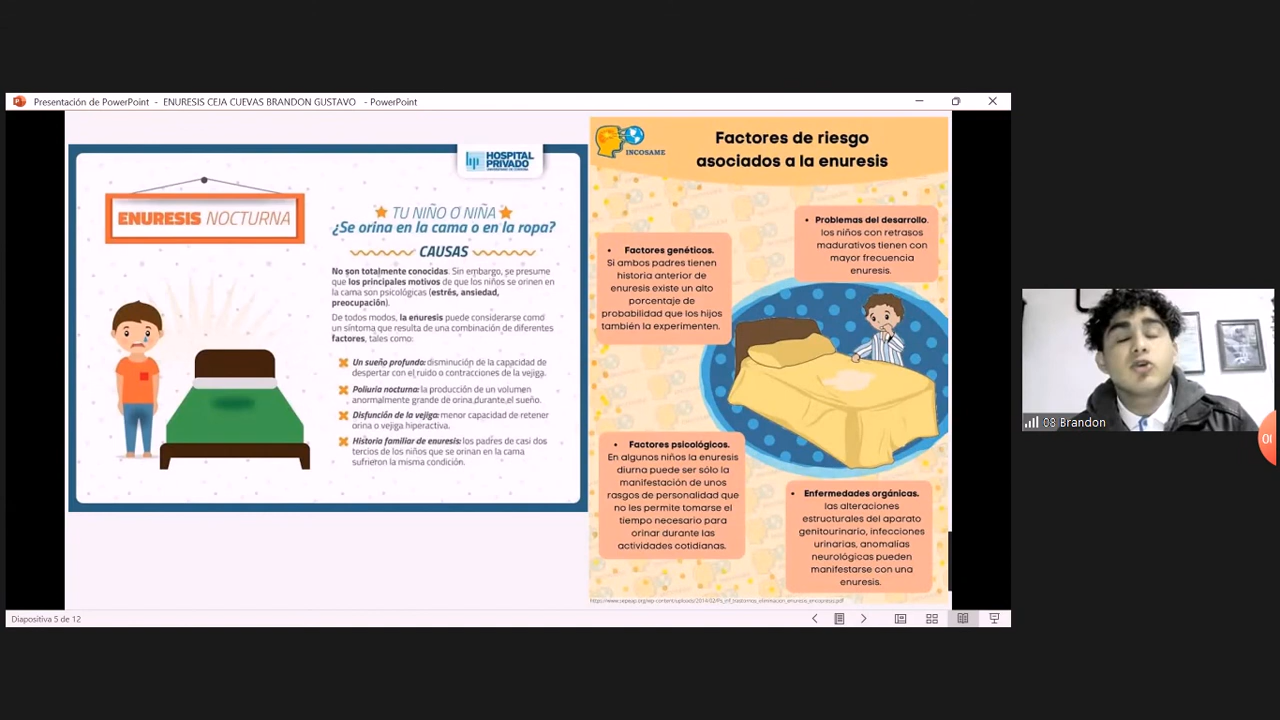 Presentación de PowerPoint - ENURESIS CEJA CUEVAS BRANDON GUSTAVO - PowerPoint
HOSPITAL
PRIVADO
ENURESIS NOCTURNA
TU NIÑO O NIÑA
¿Se orina en la cama o en la ropa?
CAUSAS
No son totalmente conocidas. Sin embargo, se presume
que los principales motivos de que los niños se orinen en
la cama son psicológicas (estrés, ansiedad,
preocupación).
De todos modos, la enuresis puede considerarse como
un síntoma que resulta de una combinación de diferentes
factores, tales como:
Un sueño profundo: disminución de la capacidad de
despertar con el ruido o contracciones de la vejiga.
Poliuria nocturna: la producción de un volumen
anormalmente grande de orina durante el sueño.
Disfunción de la vejiga: menor capacidad de retener
orina o vejiga hiperactiva.
Historia familiar de enuresis: los padres de casi dos
tercios de los niños que se orinan en la cama
sufrieron la misma condición.
INCOSAME
Factores de riesgo
asociados a la enuresis
• Factores genéticos.
Si ambos padres tienen
historia anterior de
enuresis existe un alto
porcentaje de
probabilidad que los hijos
también la experimenten.
• Problemas del desarrollo.
los niños con retrasos
madurativos tienen con
mayor frecuencia
enuresis.
• Factores psicológicos.
En algunos niños la enuresis
diurna puede ser sólo la
manifestación de unos
rasgos de personalidad que
no les permite tomarse el
tiempo necesario para
orinar durante las
actividades cotidianas.
• Enfermedades orgánicas.
las alteraciones
estructurales del aparato
genitourinario, infecciones
urinarias, anomalías
neurológicas pueden
manifestarse con una
enuresis.
08 Brandon
Diapositiva 5 de 12